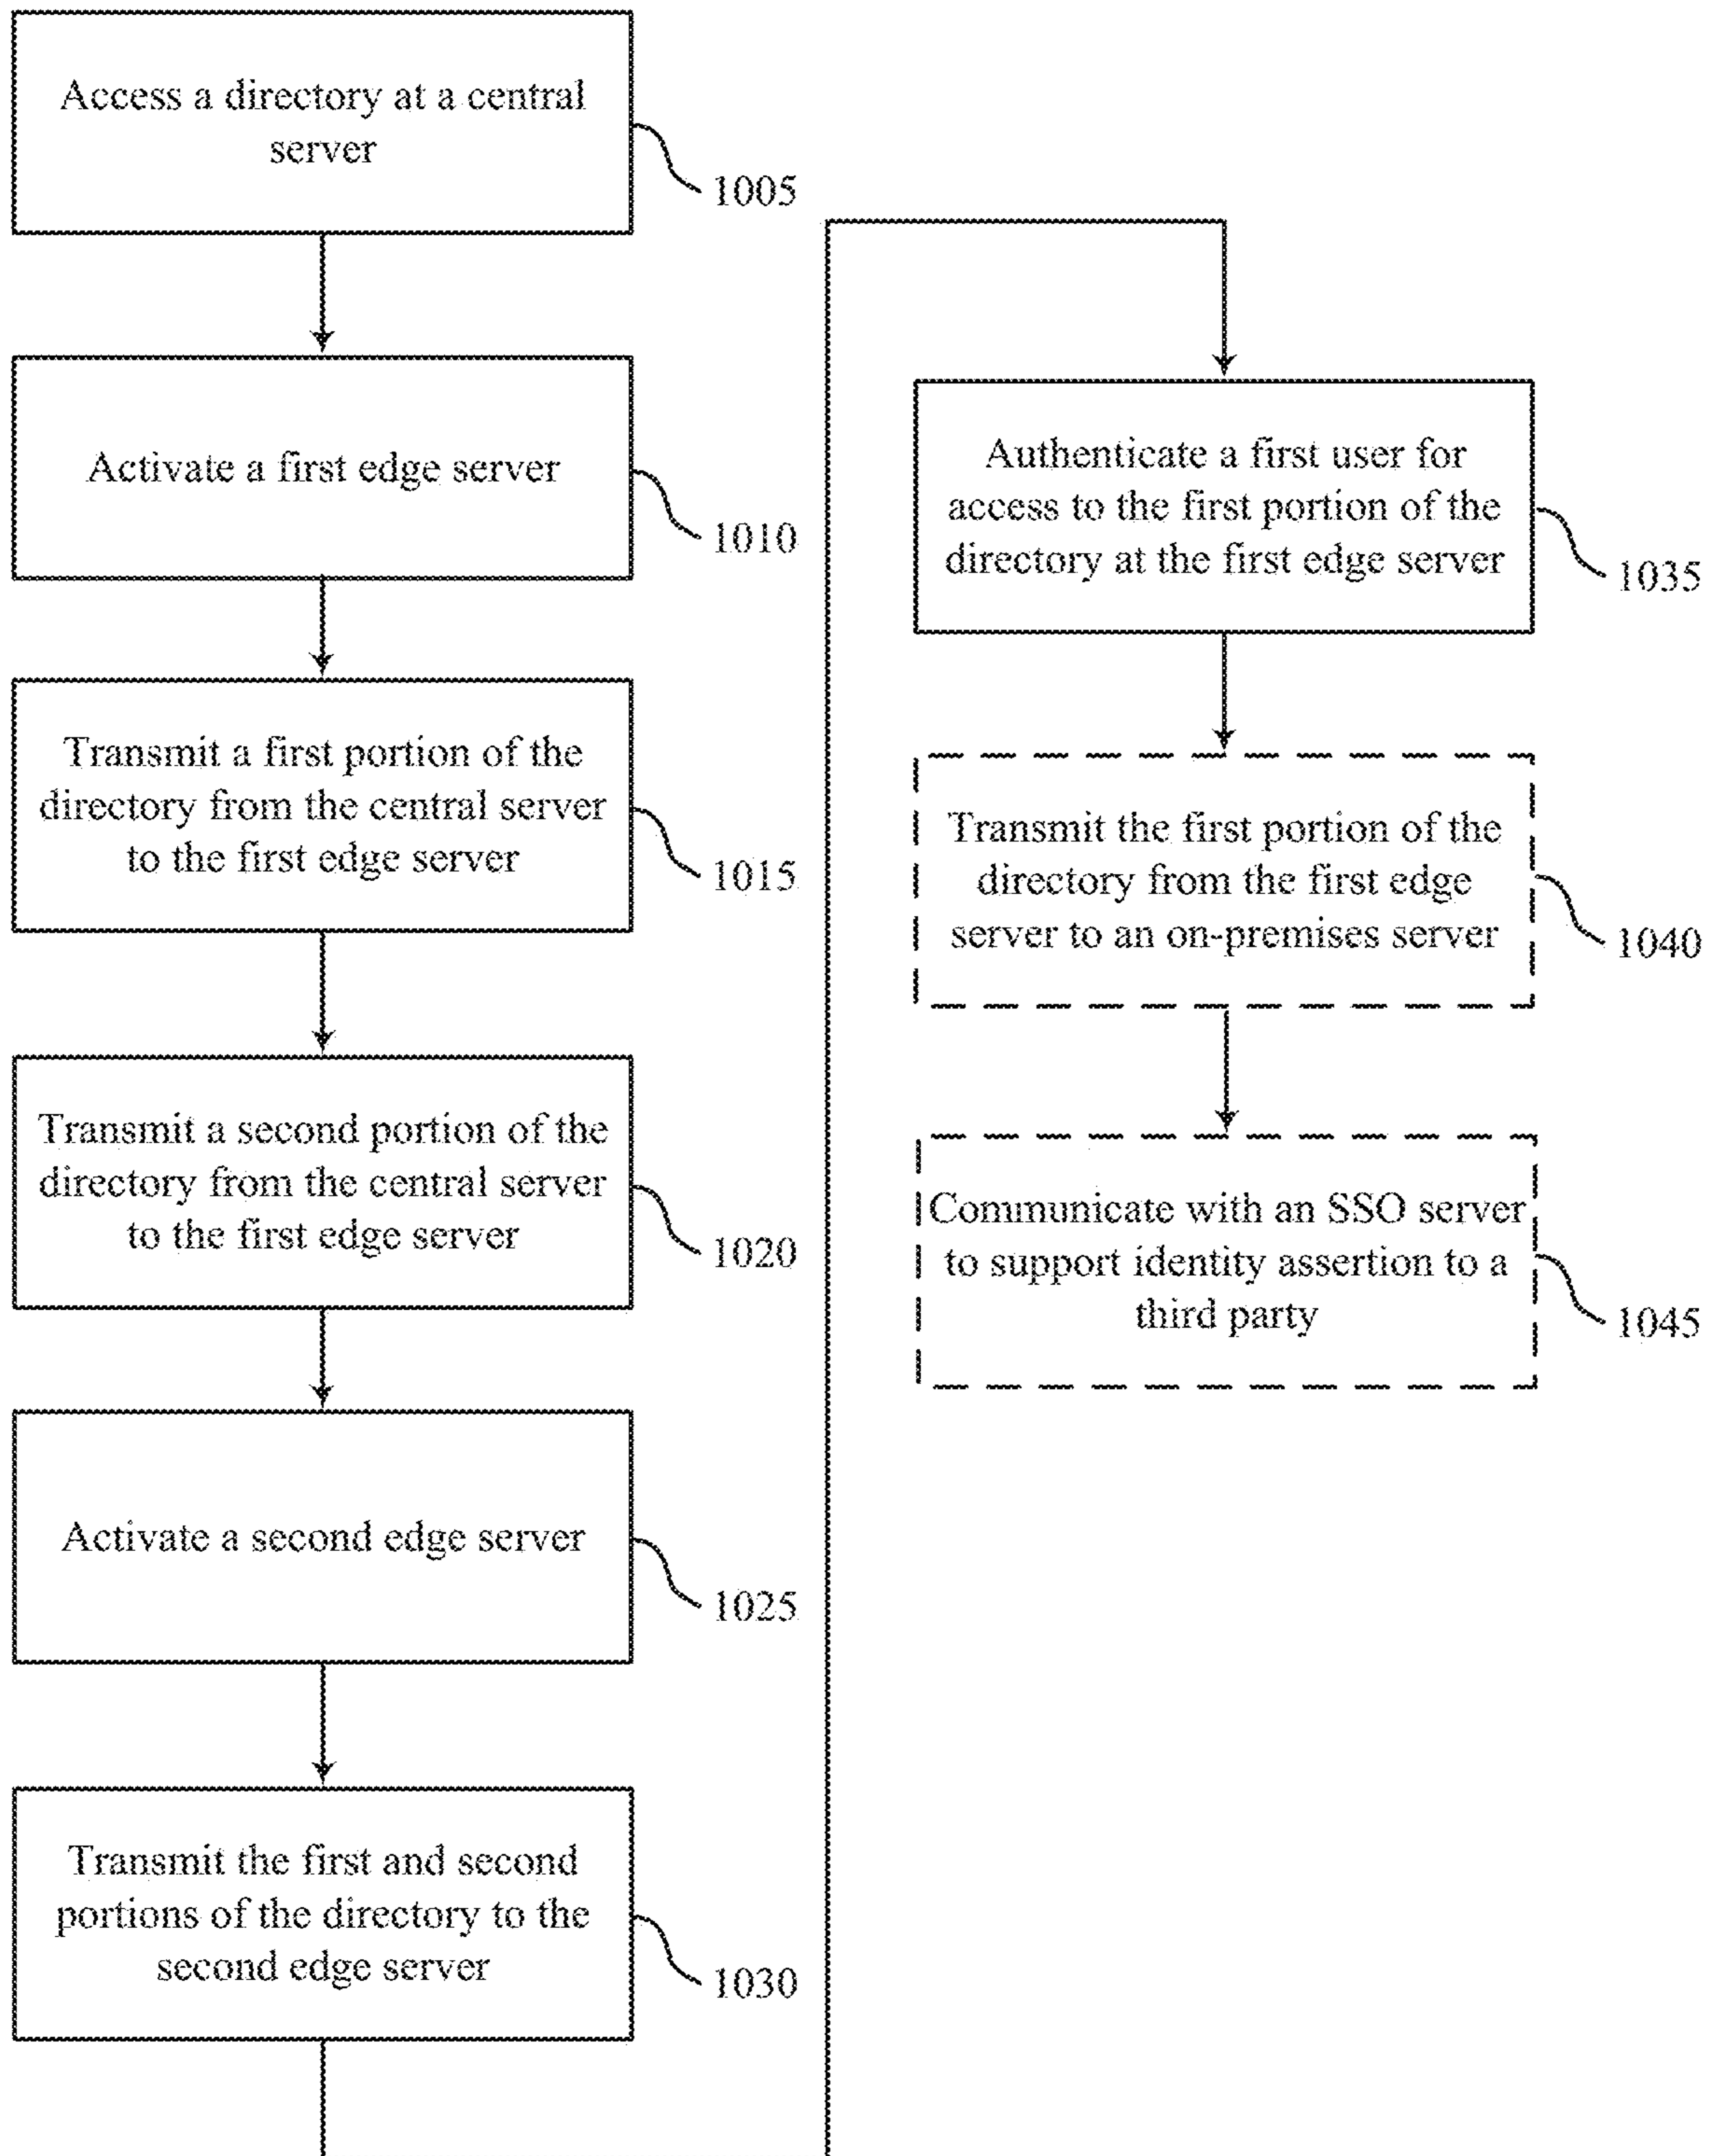 Access a directory at a central
server
1005
Activate a first edge server
1010
Transmit a first portion of the
directory from the central server
to the first edge server
1015
Transmit a second portion of the
directory from the central server
to the first edge server
1020
Activate a second edge server
1025
Transmit the first and second
portions of the directory to the
second edge server
1030
Authenticate a first user for
access to the first portion of the
directory at the first edge server
1035
Transmit the first portion of the
directory from the first edge
server to an on-premises server
1040
Communicate with an SSO server
to support identity assertion to a
third party
1045